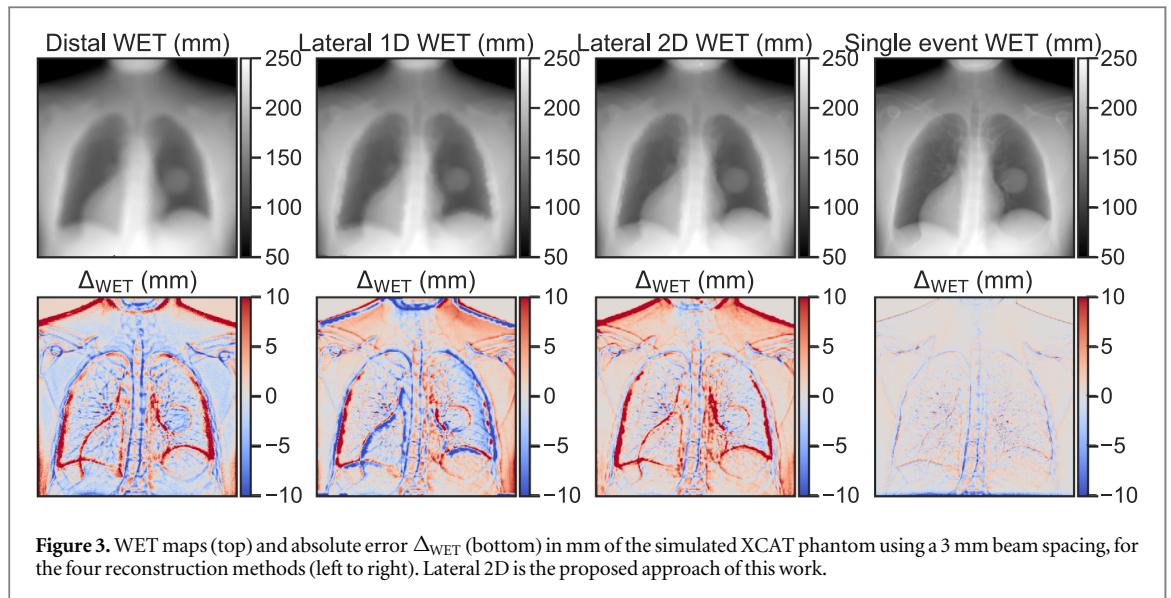 Distal WET (mm) Lateral 1D WET (mm) Lateral 2D WET (mm) Single event WET (mm)
250 250 250 250
200 200 200 200
150 150 150 150
100 100 100 100
50 50 50 50
Δ_WET (mm) Δ_WET (mm) Δ_WET (mm) Δ_WET (mm)
10 10 10 10
5 5 5 5
0 0 0 0
−5 −5 −5 −5
−10 −10 −10 −10
Figure 3. WET maps (top) and absolute error Δ_WET (bottom) in mm of the simulated XCAT phantom using a 3 mm beam spacing, for
the four reconstruction methods (left to right). Lateral 2D is the proposed approach of this work.